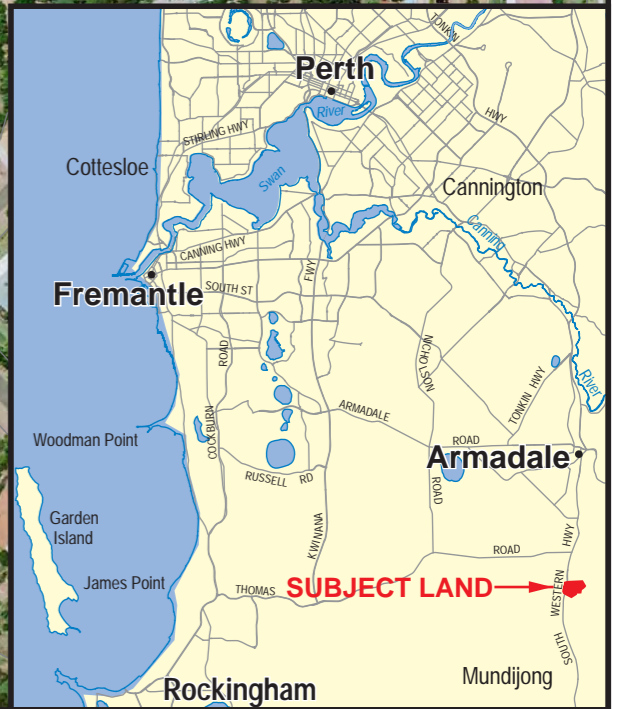 TONKIN
HWY
Perth
River
STIRLING HWY
Cottesloe
Swan
Cannington
Canning
CANNING HWY
FWY
Fremantle
SOUTH ST
ROAD
NICHOLSON
TONKIN HWY
River
COCKBURN
ARMADALE
ROAD
Woodman Point
Armadale
RUSSELL RD
ROAD
Garden
Island
KWINANA
HWY
ROAD
James Point
THOMAS
SUBJECT LAND
WESTERN
SOUTH
Mundijong
Rockingham